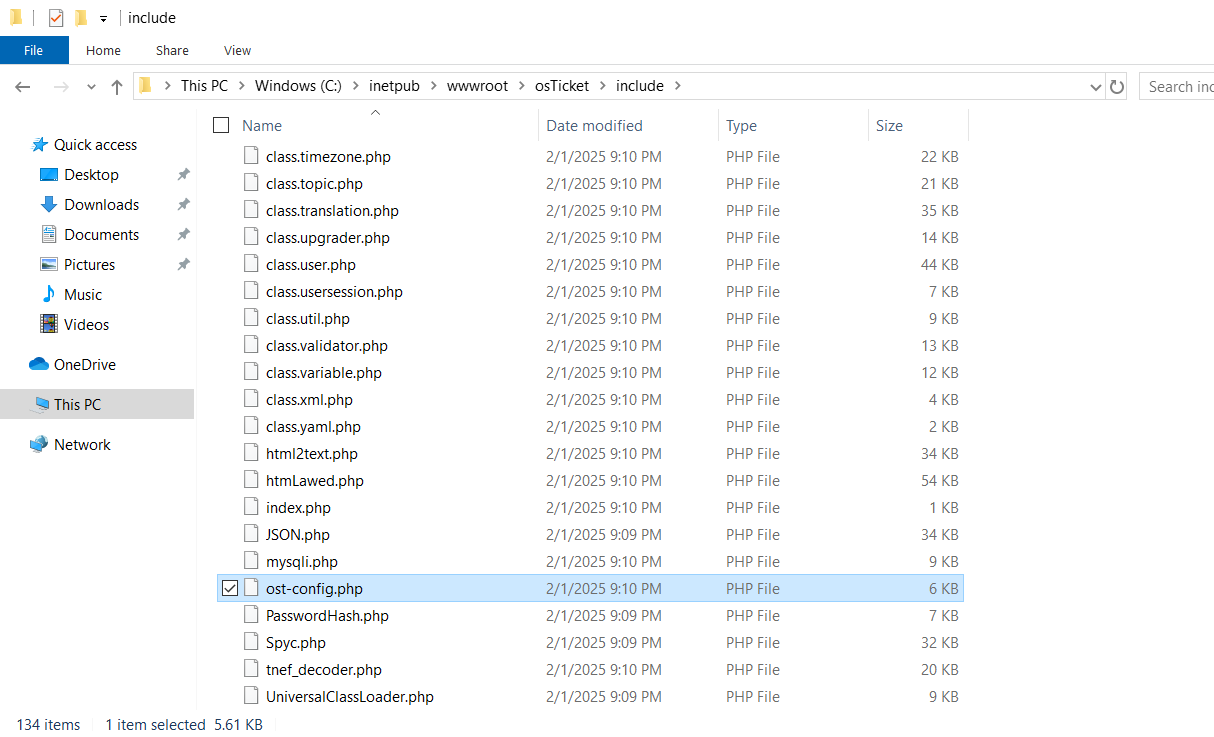 include
File Home Share View
This PC Windows (C:) inetpub wwwroot osTicket include Search inc
Name Date modified Type Size
Quick access
Desktop
Downloads
Documents
Pictures
Music
Videos
OneDrive
This PC
Network
class.timezone.php 2/1/2025 9:10 PM PHP File 22 KB
class.topic.php 2/1/2025 9:10 PM PHP File 21 KB
class.translation.php 2/1/2025 9:10 PM PHP File 35 KB
class.upgrader.php 2/1/2025 9:10 PM PHP File 14 KB
class.user.php 2/1/2025 9:10 PM PHP File 44 KB
class.usersession.php 2/1/2025 9:10 PM PHP File 7 KB
class.util.php 2/1/2025 9:10 PM PHP File 9 KB
class.validator.php 2/1/2025 9:10 PM PHP File 13 KB
class.variable.php 2/1/2025 9:10 PM PHP File 12 KB
class.xml.php 2/1/2025 9:10 PM PHP File 4 KB
class.yaml.php 2/1/2025 9:10 PM PHP File 2 KB
html2text.php 2/1/2025 9:10 PM PHP File 34 KB
htmLawed.php 2/1/2025 9:10 PM PHP File 54 KB
index.php 2/1/2025 9:10 PM PHP File 1 KB
JSON.php 2/1/2025 9:09 PM PHP File 34 KB
mysqli.php 2/1/2025 9:10 PM PHP File 9 KB
ost-config.php 2/1/2025 9:10 PM PHP File 6 KB
PasswordHash.php 2/1/2025 9:09 PM PHP File 7 KB
Spyc.php 2/1/2025 9:09 PM PHP File 32 KB
tnef_decoder.php 2/1/2025 9:10 PM PHP File 20 KB
UniversalClassLoader.php 2/1/2025 9:09 PM PHP File 9 KB
134 items 1 item selected 5.61 KB